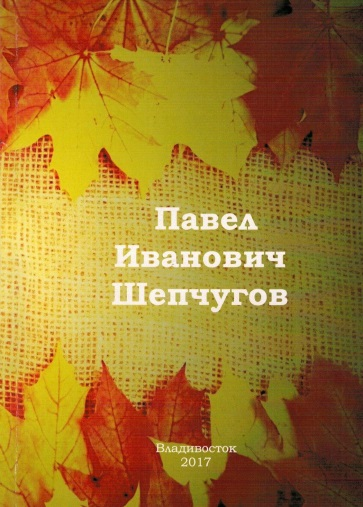 Павел
Иванович
Шепчугов
Владивосток
2017